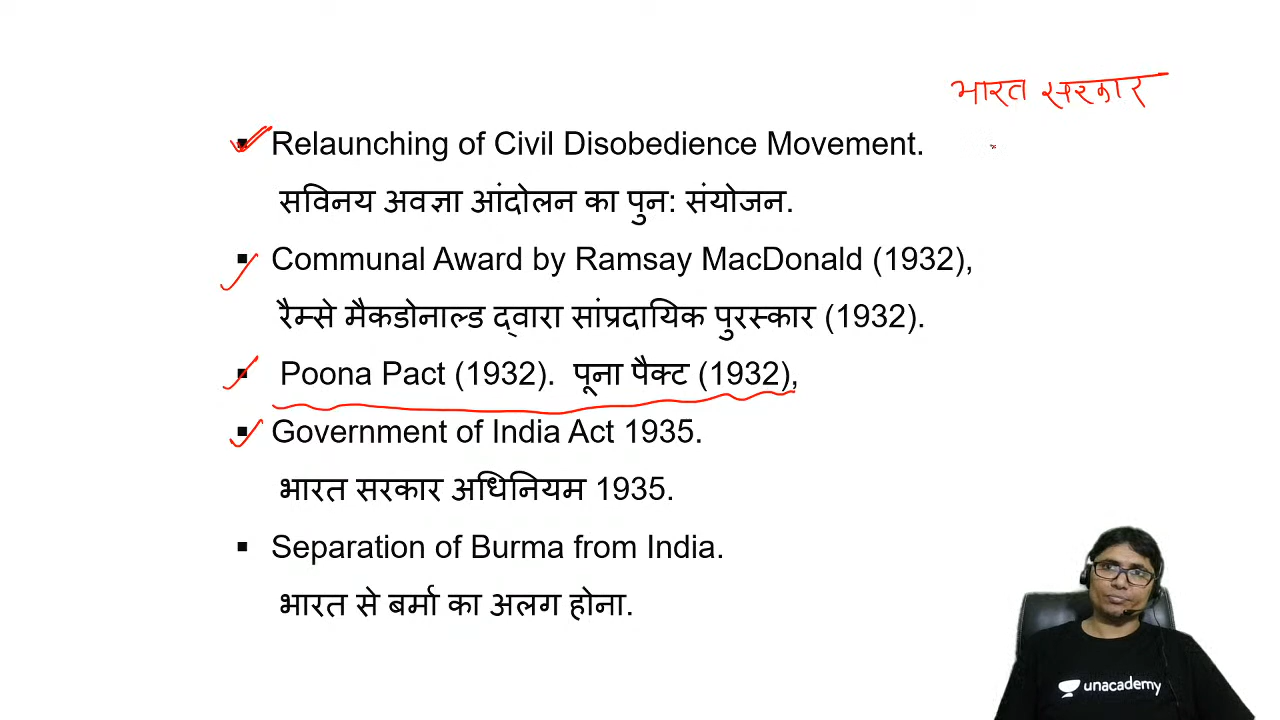 भारत सरकार
Relaunching of Civil Disobedience Movement.
सविनय अवज्ञा आंदोलन का पुन: संयोजन.
Communal Award by Ramsay MacDonald (1932),
रैम्से मैकडोनाल्ड द्वारा सांप्रदायिक पुरस्कार (1932).
Poona Pact (1932). पूना पैक्ट (1932),
Government of India Act 1935.
भारत सरकार अधिनियम 1935.
Separation of Burma from India.
भारत से बर्मा का अलग होना.
unacademy